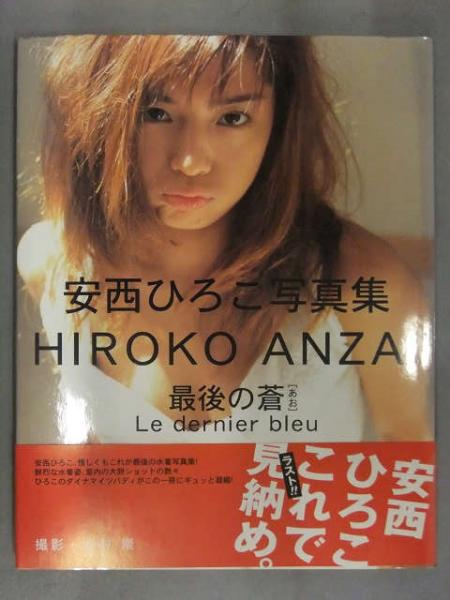 安西ひろこ写真集
HIROKO ANZA
最後の蒼[あお]
Le dernier bleu
安西
ひろこ
ラスト!!
これで
見納め。
安西ひろこ、惜しくもこれが最後の水着写真集!
鮮烈な水着姿、室内の大胆ショットの数々
ひろこのダイナマイツバディがこの一冊にギュッと凝縮!
撮影